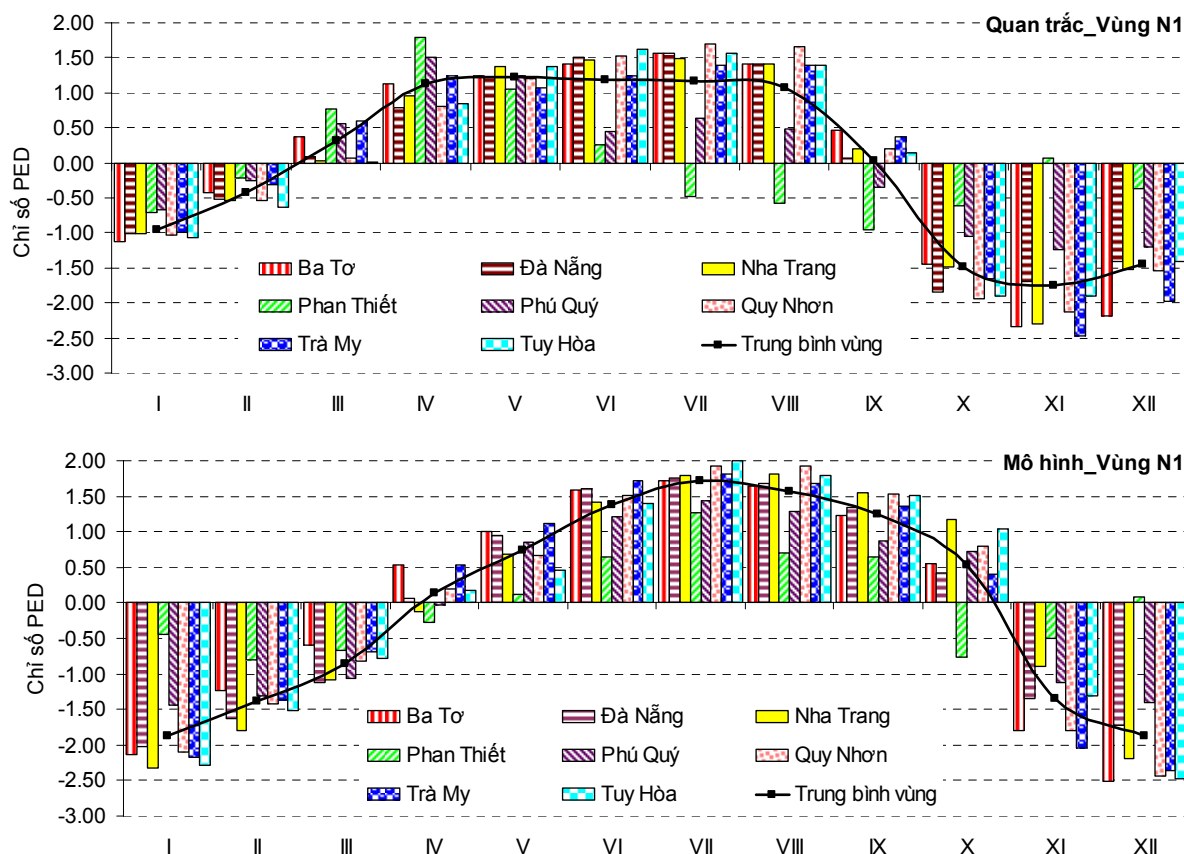 Quan trắc_Vùng N1
Chỉ số PED
2.00
1.50
1.00
0.50
0.00
-0.50
-1.00
-1.50
-2.00
-2.50
-3.00
Ba Tơ Đà Nẵng Nha Trang
Phan Thiết Phú Quý Quy Nhơn
Trà My Tuy Hòa Trung bình vùng
I II III IV V VI VII VIII IX X XI XII
Mô hình_Vùng N1
Chỉ số PED
2.00
1.50
1.00
0.50
0.00
-0.50
-1.00
-1.50
-2.00
-2.50
-3.00
Ba Tơ Đà Nẵng Nha Trang
Phan Thiết Phú Quý Quy Nhơn
Trà My Tuy Hòa Trung bình vùng
I II III IV V VI VII VIII IX X XI XII